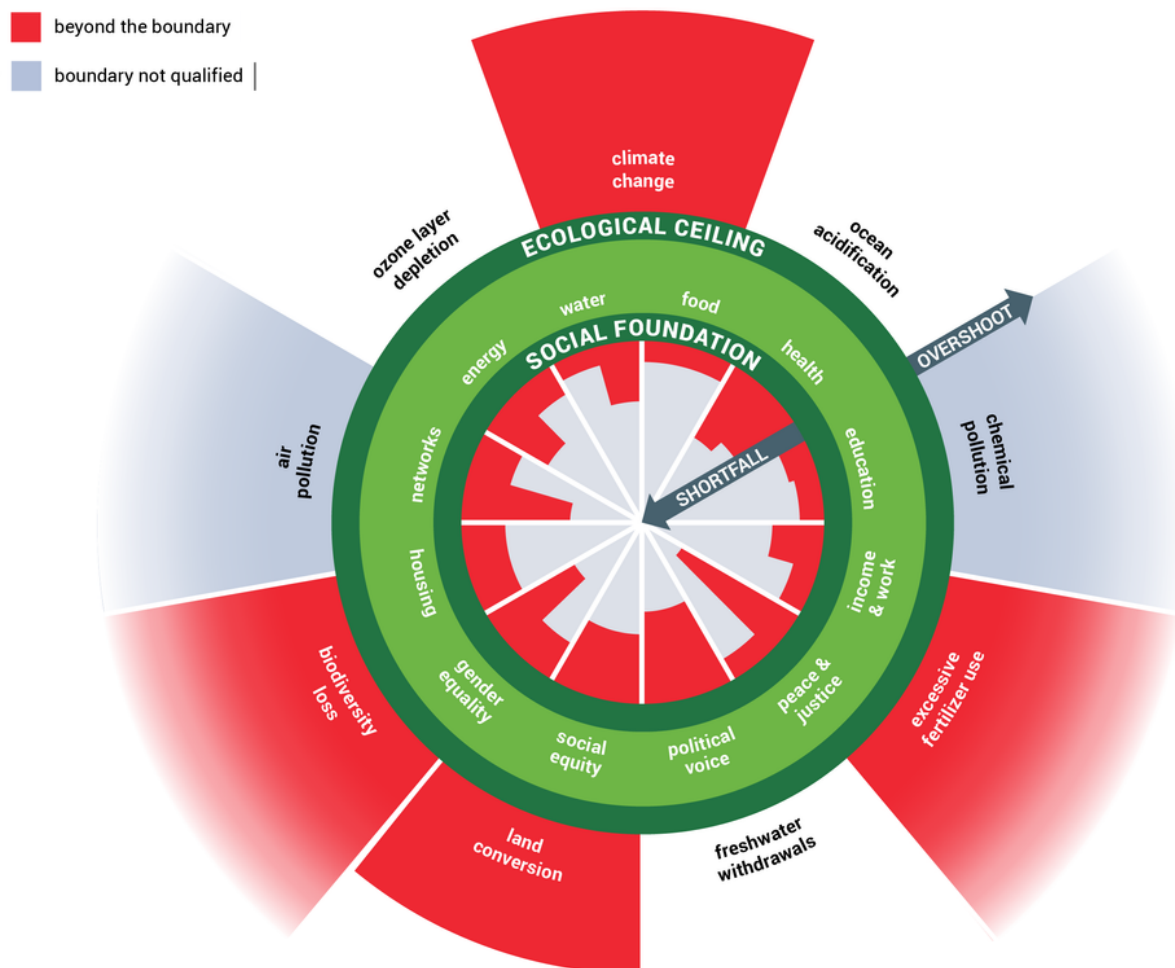 beyond the boundary
boundary not qualified
climate
change
ozone layer
depletion
ocean
acidification
ECOLOGICAL CEILING
water
food
energy
SOCIAL FOUNDATION
health
OVERSHOOT
air
pollution
networks
SHORTFALL
education
chemical
pollution
housing
income
& work
biodiversity
loss
gender
equality
peace &
justice
excessive
fertilizer use
social
equity
political
voice
land
conversion
freshwater
withdrawals